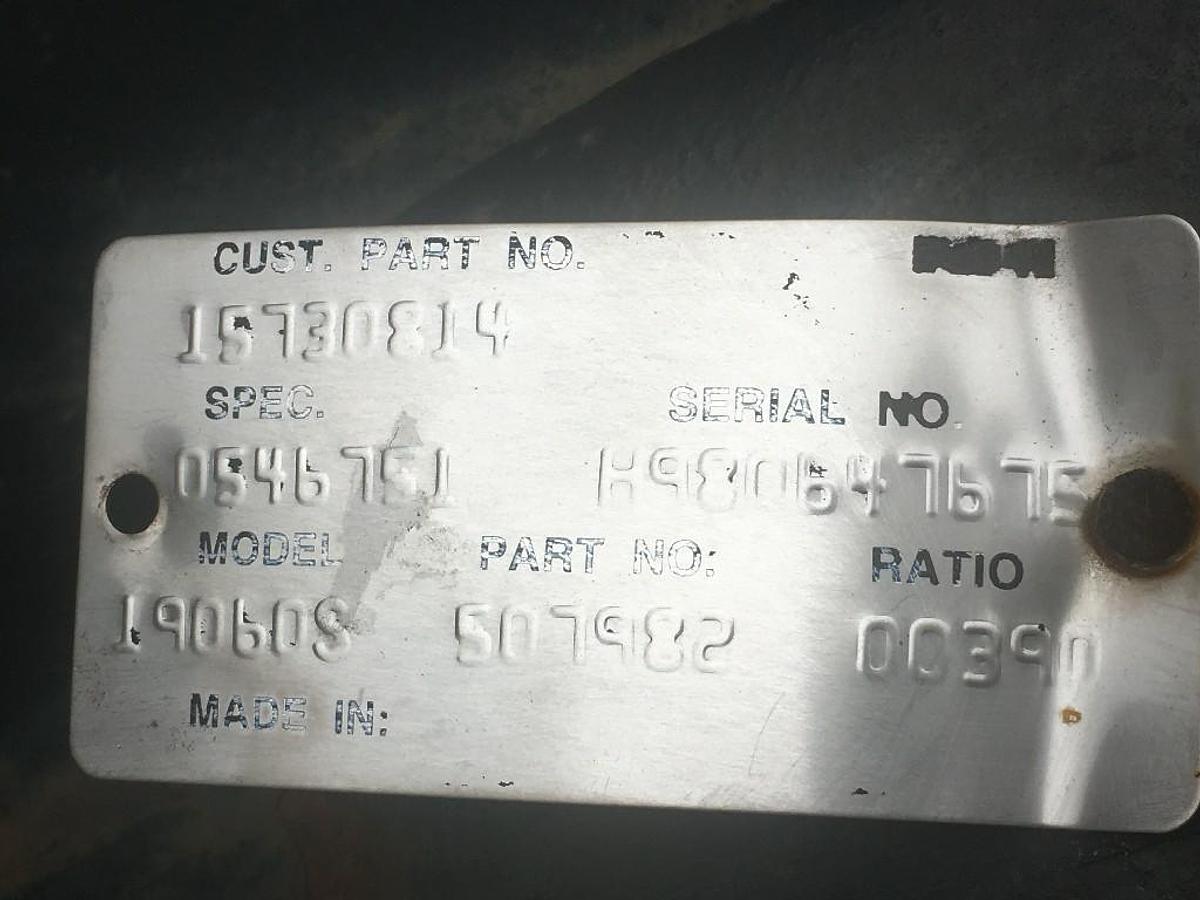 CUST. PART NO.
15730814
SPEC. SERIAL NO.
0546751 H980647675
MODEL PART NO: RATIO
190608 507982 00390
MADE IN: